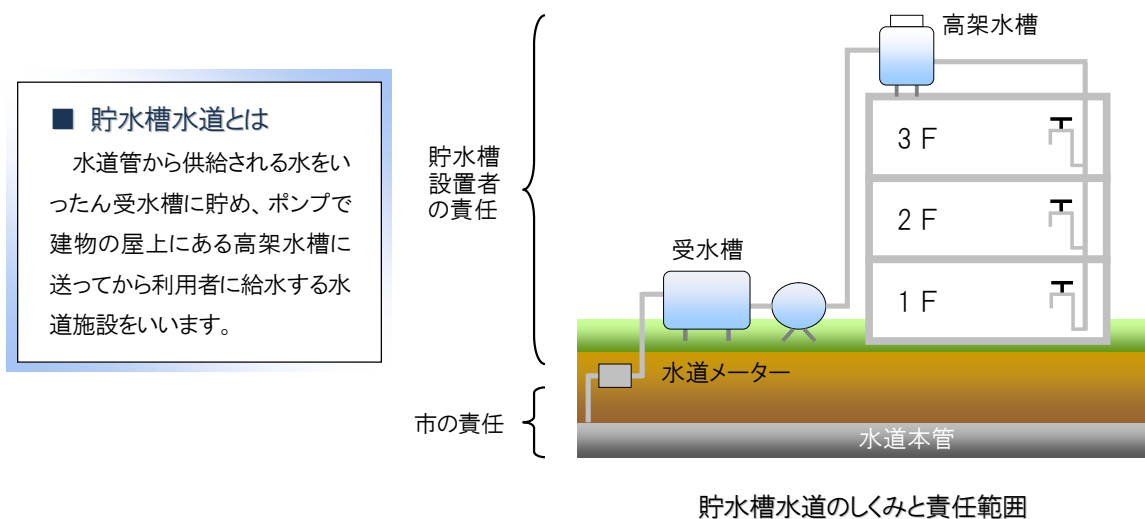 ■ 貯水槽水道とは
水道管から供給される水をい
ったん受水槽に貯め、ポンプで
建物の屋上にある高架水槽に
送ってから利用者に給水する水
道施設をいいます。
貯水槽
設置者
の責任
市の責任
高架水槽
3F
2F
1F
受水槽
水道メーター
水道本管
貯水槽水道のしくみと責任範囲